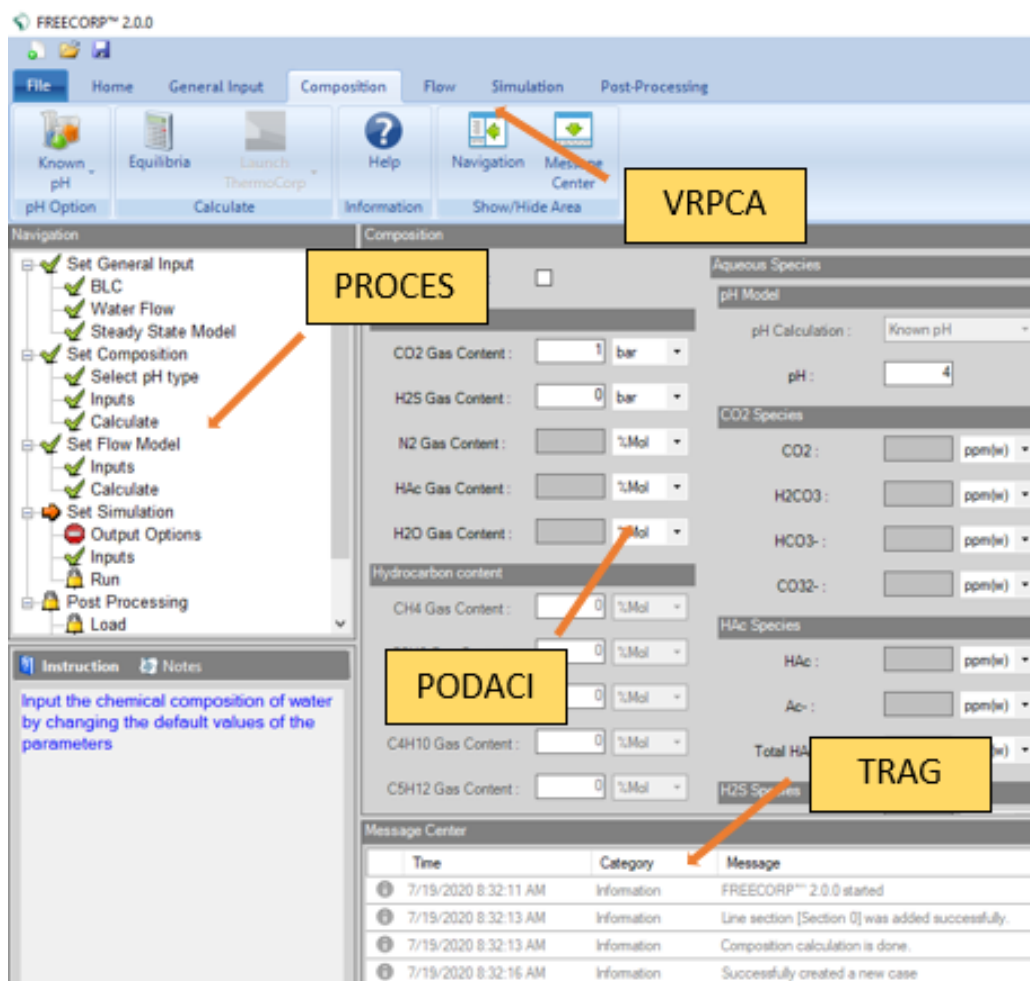 FREECORP™ 2.0.0
File Home General Input Composition Flow Simulation Post-Processing
Known pH
Equilibria
Launch ThermoCorp
Help
Navigation
Message Center
pH Option Calculate Information Show/Hide Area
VRPCA
Navigation
Set General Input
BLC
Water Flow
Steady State Model
Set Composition
Select pH type
Inputs
Calculate
Set Flow Model
Inputs
Calculate
Set Simulation
Output Options
Inputs
Run
Post Processing
Load
PROCES
Instruction Notes
Input the chemical composition of water
by changing the default values of the
parameters
Composition
CO2 Gas Content : 1 bar
H2S Gas Content : 0 bar
N2 Gas Content : %Mol
HAc Gas Content : %Mol
H2O Gas Content : %Mol
Hydrocarbon content
CH4 Gas Content : 0 %Mol
0 %Mol
PODACI
0 %Mol
C4H10 Gas Content : 0 %Mol
C5H12 Gas Content : 0 %Mol
Aqueous Species
pH Model
pH Calculation : Known pH
pH : 4
CO2 Species
CO2 : ppm(w)
H2CO3 : ppm(w)
HCO3- : ppm(w)
CO32- : ppm(w)
HAc Species
HAc : ppm(w)
Ac- : ppm(w)
Total
TRAG
H2S Species
Message Center
Time Category Message
7/19/2020 8:32:11 AM Information FREECORP™ 2.0.0 started
7/19/2020 8:32:13 AM Information Line section [Section 0] was added successfully.
7/19/2020 8:32:13 AM Information Composition calculation is done.
7/19/2020 8:32:16 AM Information Successfully created a new case